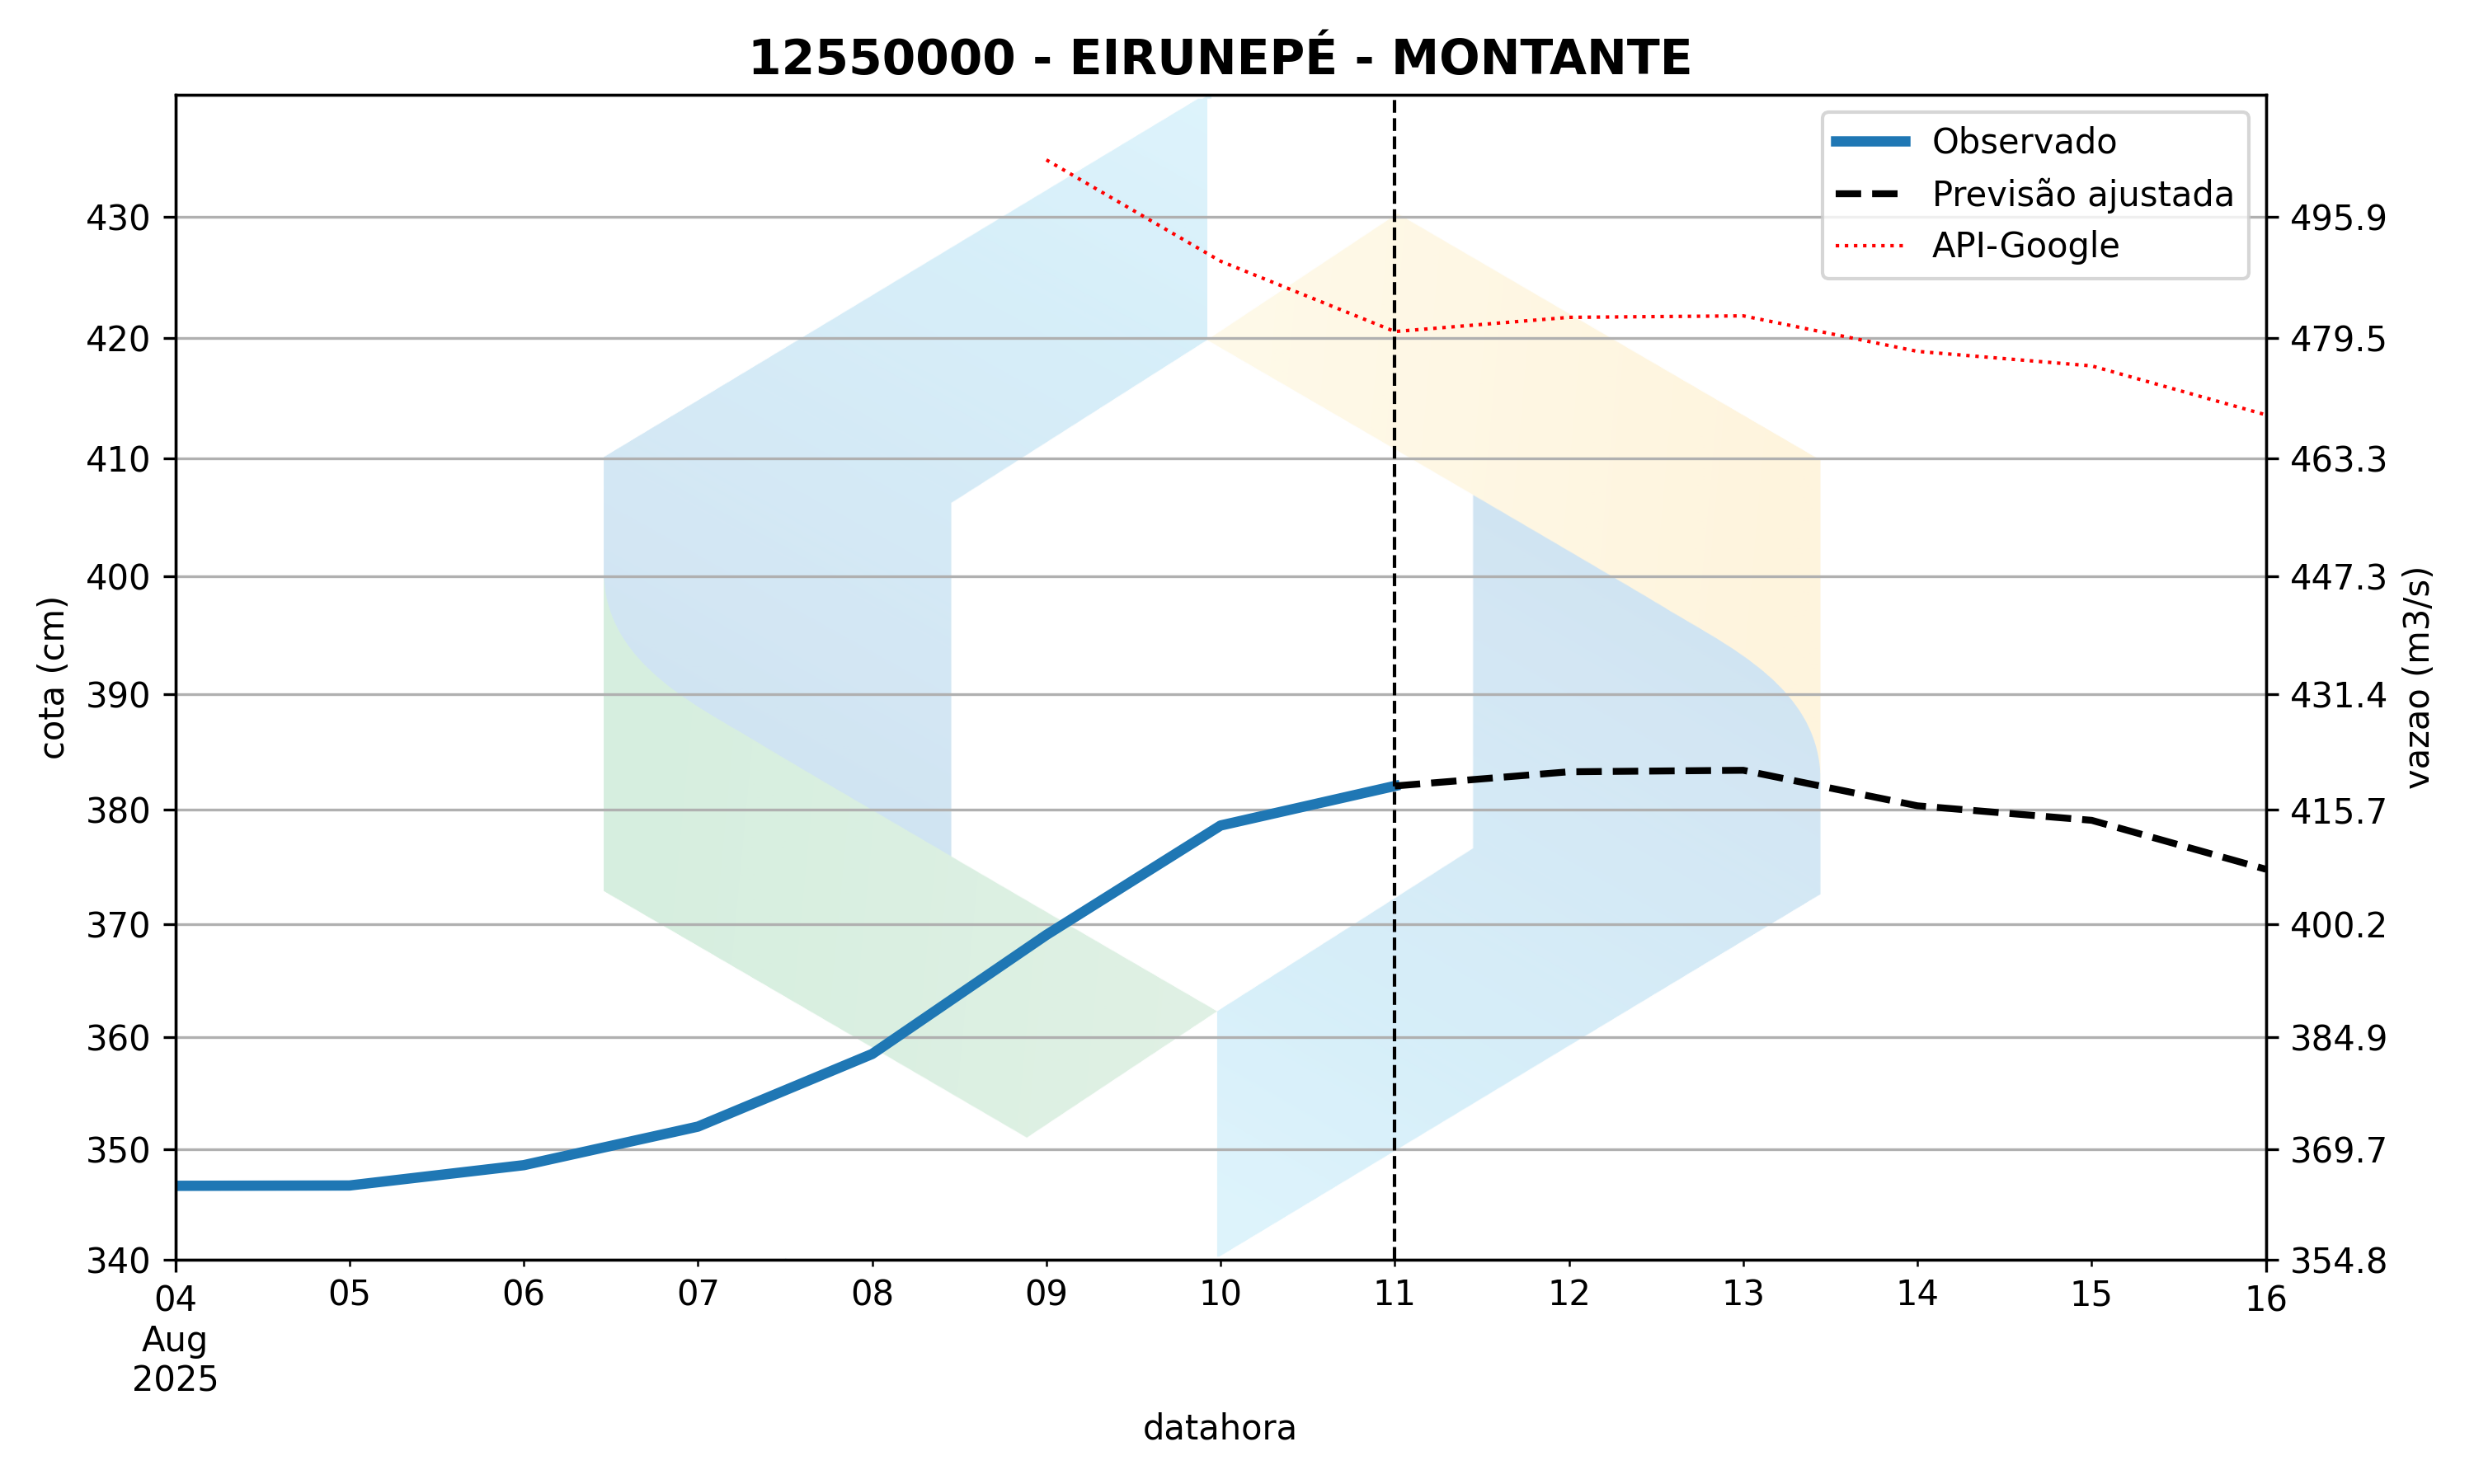 12550000 - EIRUNEPÉ - MONTANTE
Observado
Previsão ajustada
API-Google
430
420
410
400
390
380
370
360
350
340
cota (cm)
495.9
479.5
463.3
447.3
431.4
415.7
400.2
384.9
369.7
354.8
vazao (m3/s)
04 05 06 07 08 09 10 11 12 13 14 15 16
Aug
2025
datahora